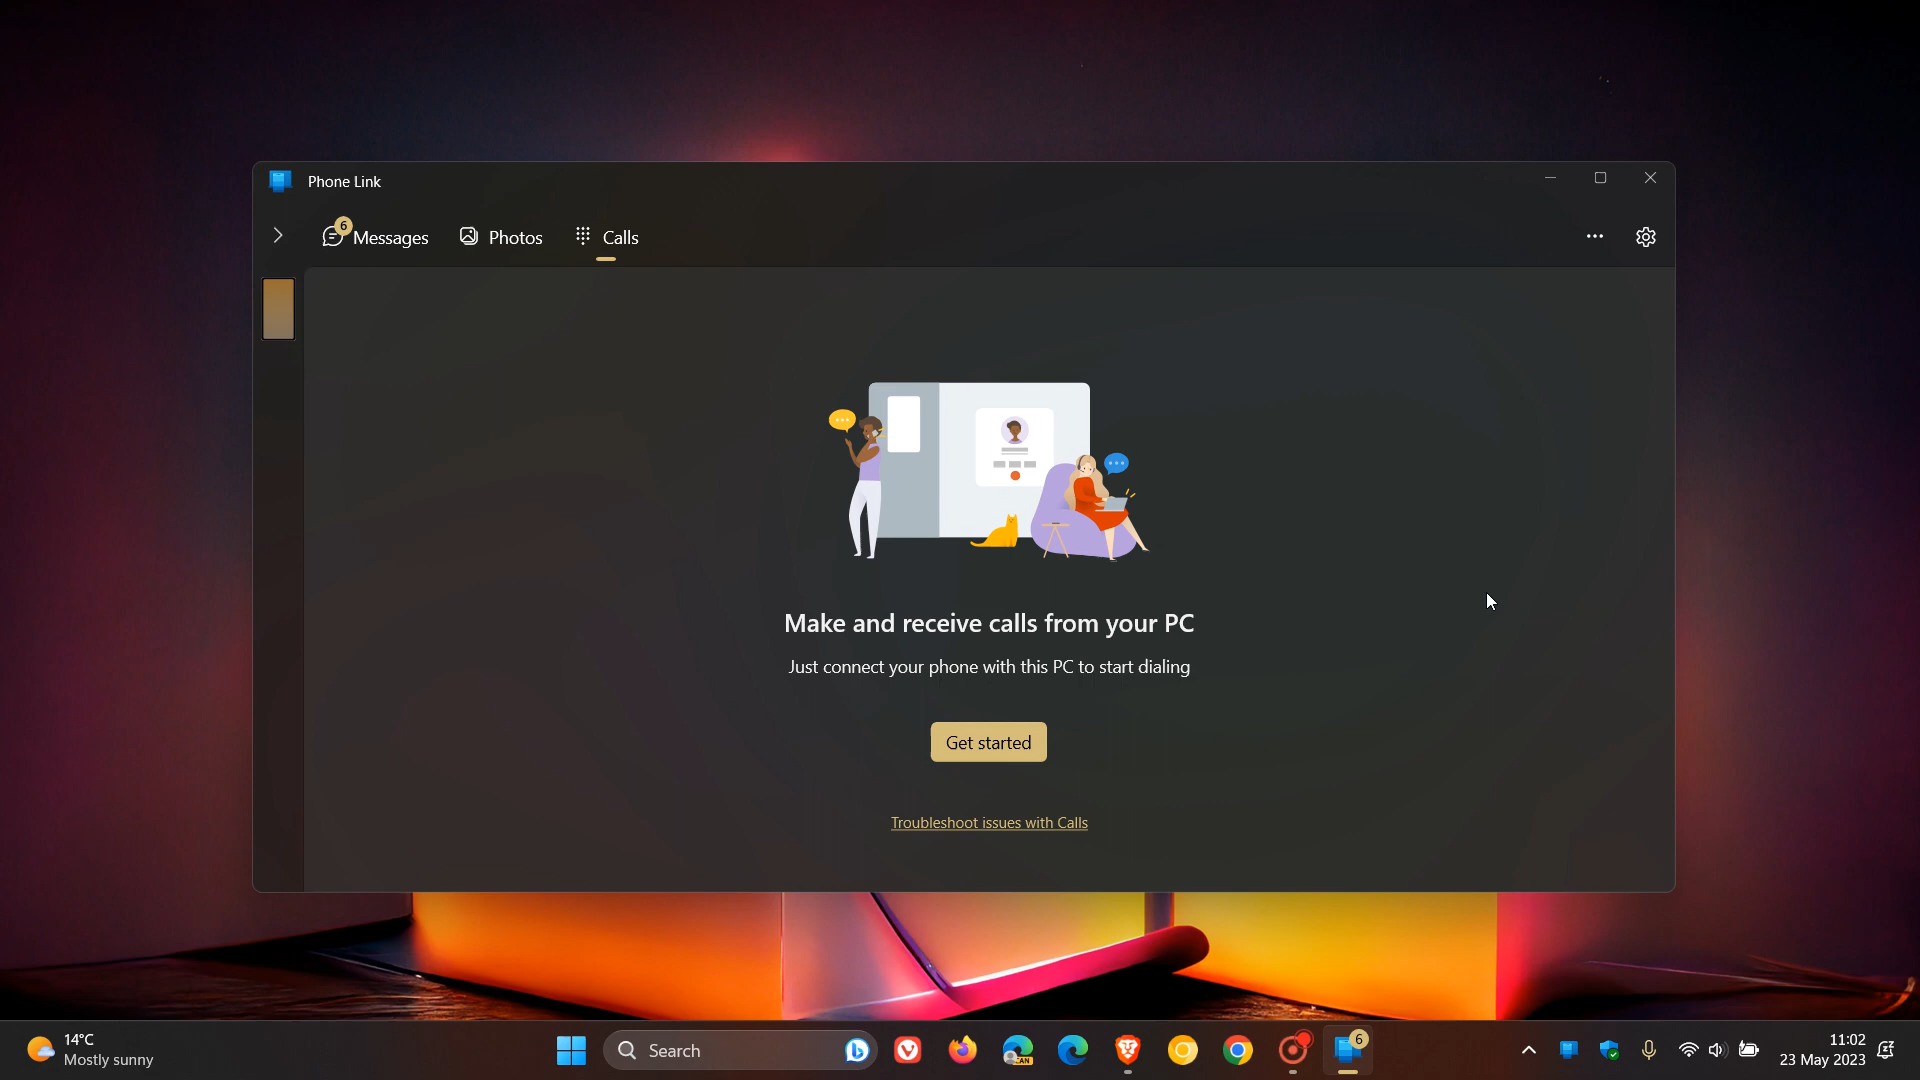 Phone Link
6
Messages
Photos
Calls
Make and receive calls from your PC
Just connect your phone with this PC to start dialing
Get started
Troubleshoot issues with Calls
14°C
Mostly sunny
Search
CAN
6
11:02
23 May 2023